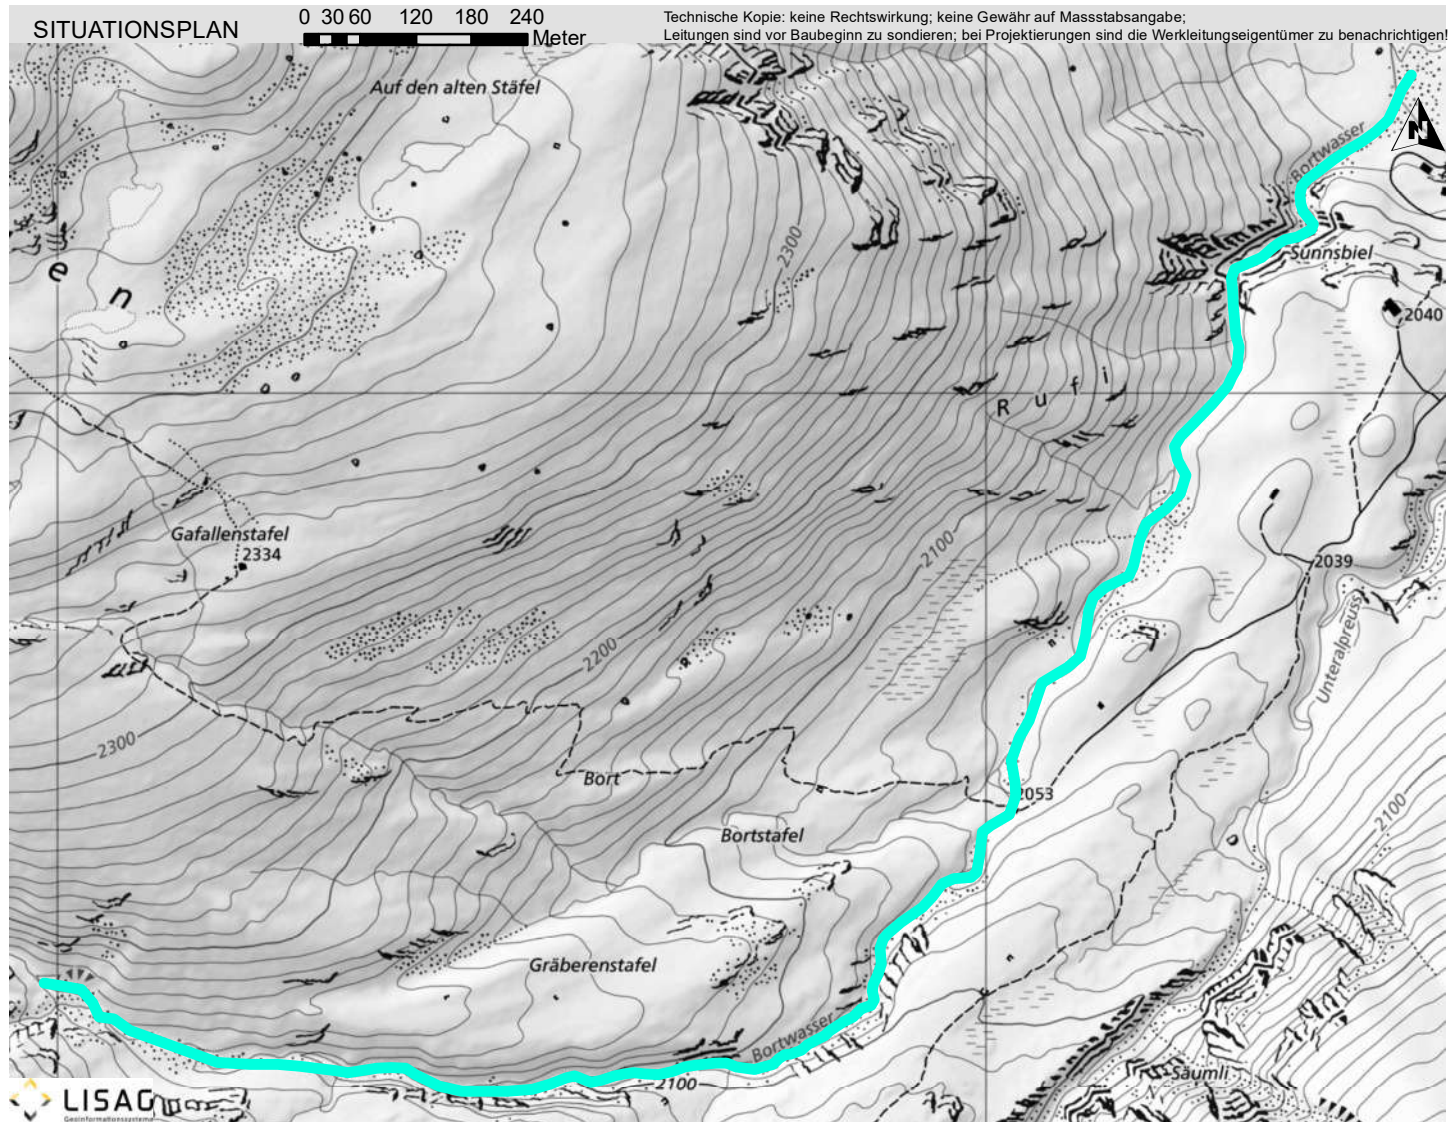 SITUATIONSPLAN
0 30 60 120 180 240
Meter
Technische Kopie: keine Rechtswirkung; keine Gewähr auf Massstabsangabe;
Leitungen sind vor Baubeginn zu sondieren; bei Projektierungen sind die Werkleitungseigentümer zu benachrichtigen!
Auf den alten Stäfel
N
Bortwasser
2300
Sunnsbiel
e n
2040
R u f i
Gafallenstafel
2334
2100
2039
Unteralpreuss
2200
2300
Bort
2053
2100
Bortstafel
Gräberenstafel
Bortwasser
2100
Säumli
LISAG
Geoinformationssysteme